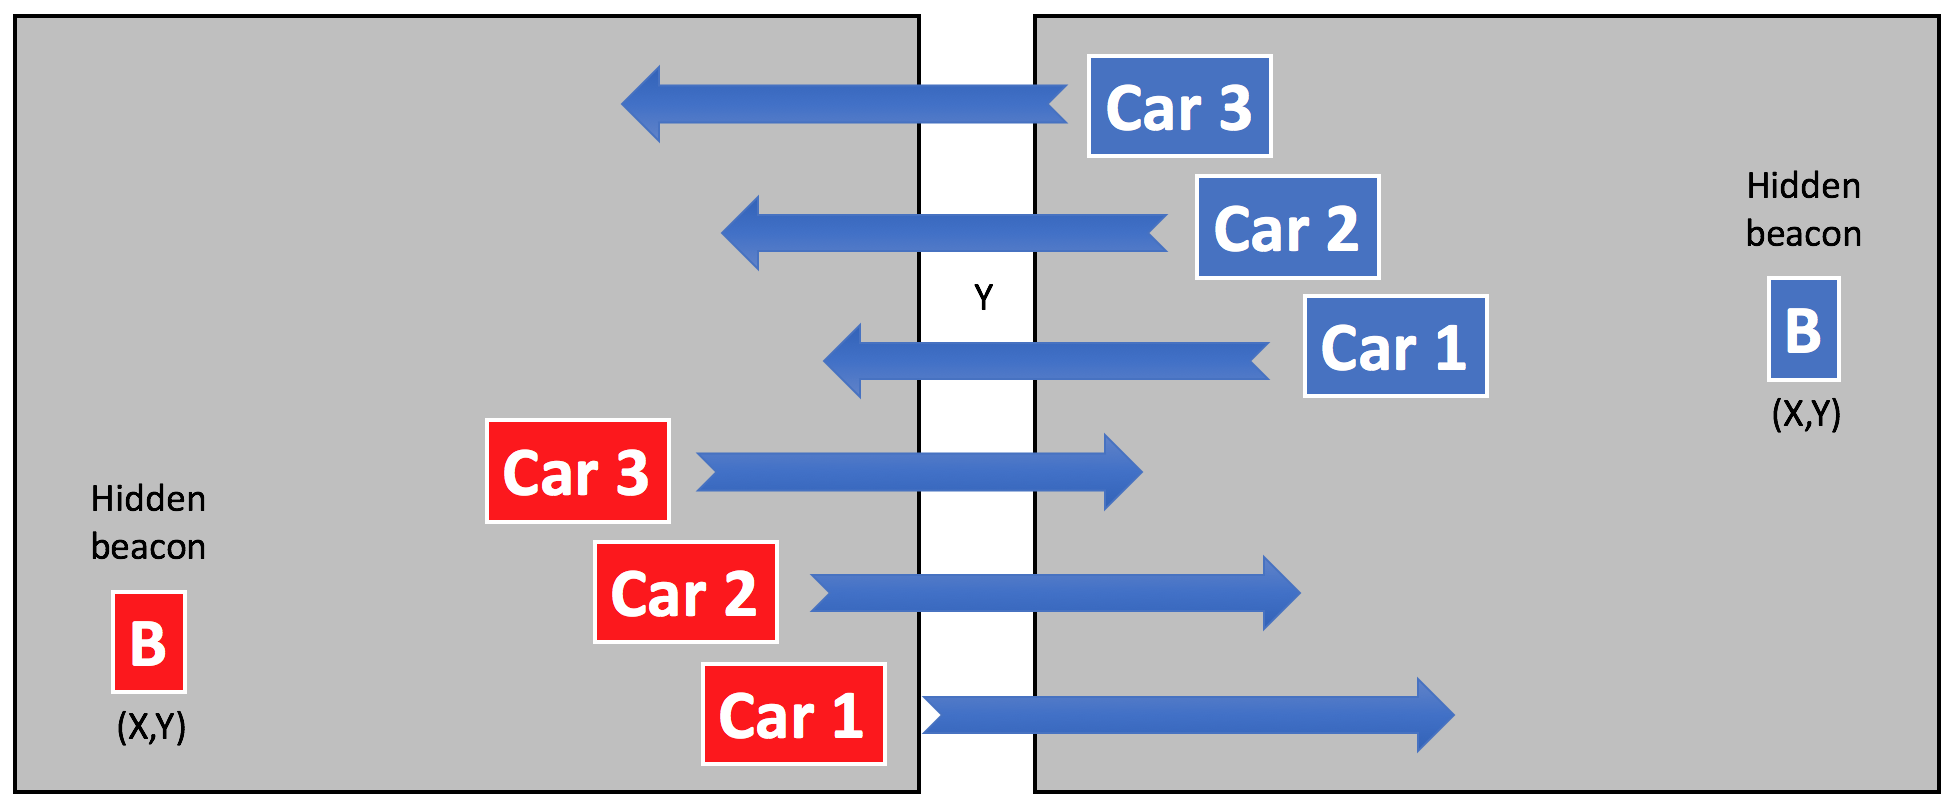 Car 3
Hidden
beacon
Car 2
Y
B
Car 1
(X,Y)
Car 3
Hidden
beacon
Car 2
B
Car 1
(X,Y)